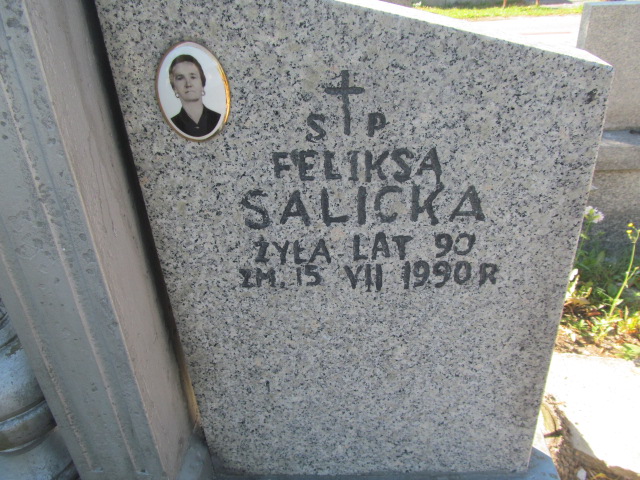 S P
FELIKSA
SALICKA
ŻYŁA LAT 90
ZM. 15 VII 1990 R